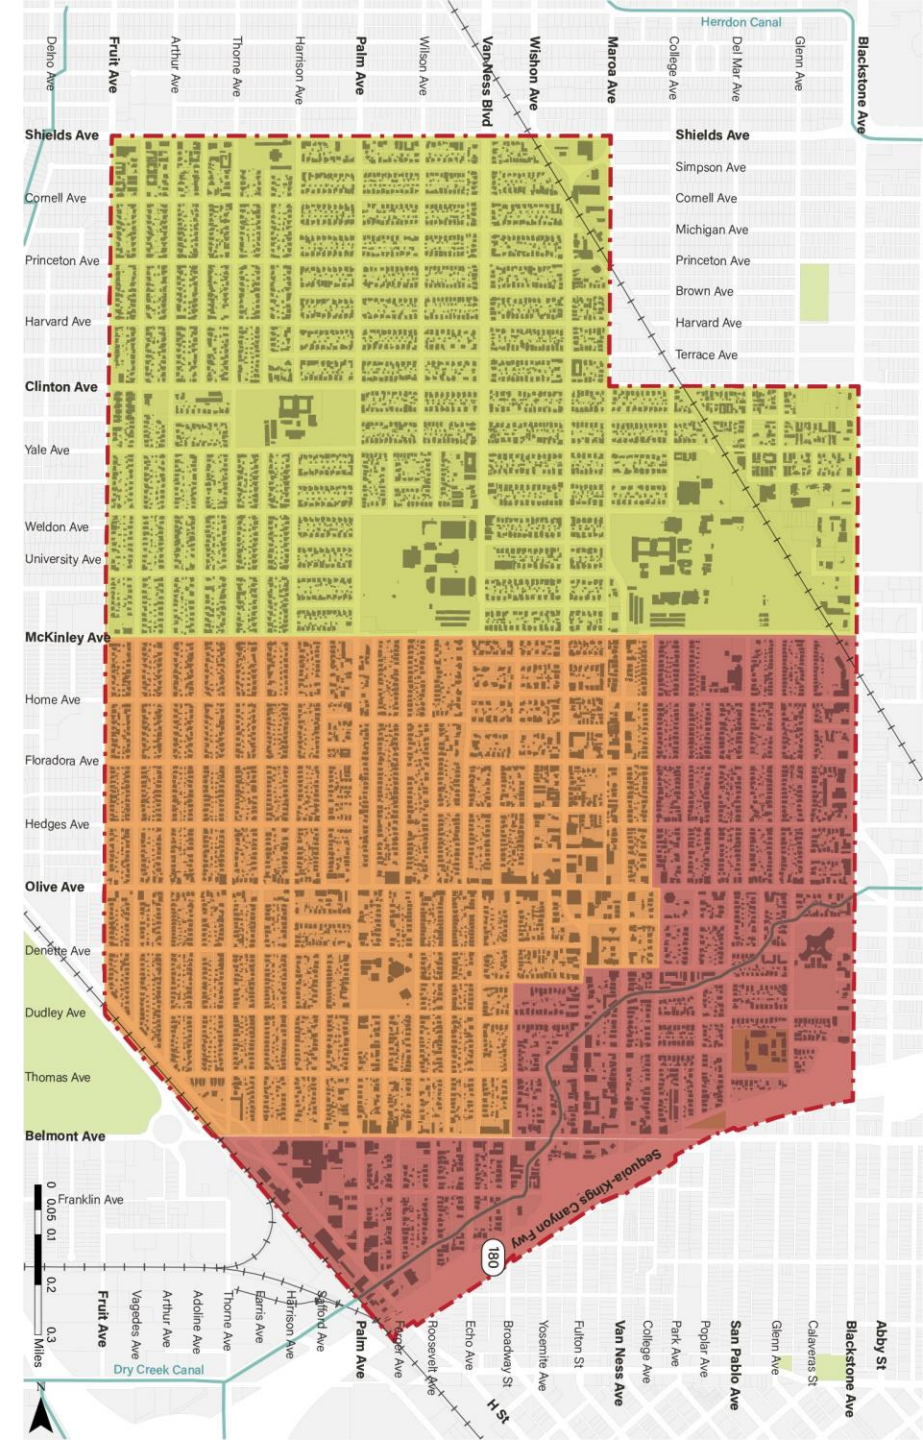 Herrdon Canal
Delno Ave
Fruit Ave
Arthur Ave
Thorne Ave
Harrison Ave
Palm Ave
Wilson Ave
Van Ness Blvd
Wishon Ave
Maroa Ave
College Ave
Del Mar Ave
Glenn Ave
Blackstone Ave
Shields Ave
Shields Ave
Simpson Ave
Cornell Ave
Cornell Ave
Michigan Ave
Princeton Ave
Princeton Ave
Brown Ave
Harvard Ave
Harvard Ave
Terrace Ave
Clinton Ave
Yale Ave
Weldon Ave
University Ave
McKinley Ave
Home Ave
Floradora Ave
Hedges Ave
Olive Ave
Denette Ave
Dudley Ave
Thomas Ave
Belmont Ave
Sequoia-Kings Canyon Fwy
180
Franklin Ave
0 0.05 0.1 0.2 0.3
Miles
Fruit Ave
Vagedes Ave
Arthur Ave
Adoline Ave
Thorne Ave
Farris Ave
Harrison Ave
Safford Ave
Palm Ave
Ferger Ave
Roosevelt Ave
Echo Ave
Broadway St
Yosemite Ave
Fulton St
Van Ness Ave
College Ave
Park Ave
Poplar Ave
San Pablo Ave
Glenn Ave
Calaveras St
Blackstone Ave
Abby St
Dry Creek Canal
H St
N